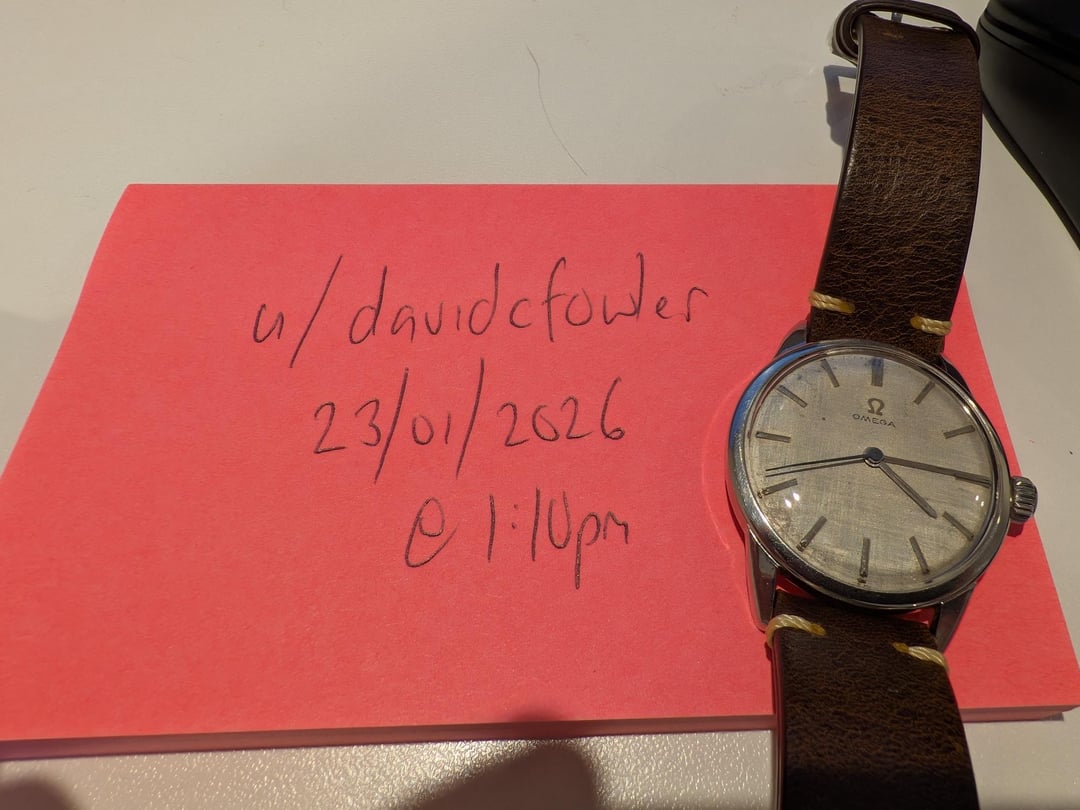 u/davidcfowler
23/01/2026
@ 1:10pm
Ω
OMEGA